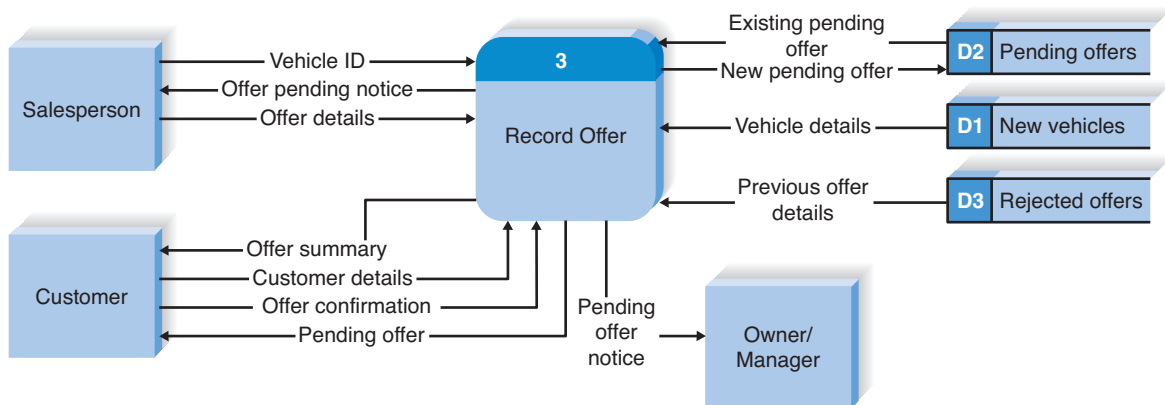 Salesperson
Vehicle ID
Offer pending notice
Offer details
3
Record Offer
Existing pending
offer
New pending offer
D2 Pending offers
Vehicle details
D1 New vehicles
Previous offer
details
D3 Rejected offers
Customer
Offer summary
Customer details
Offer confirmation
Pending offer
Pending
offer
notice
Owner/
Manager